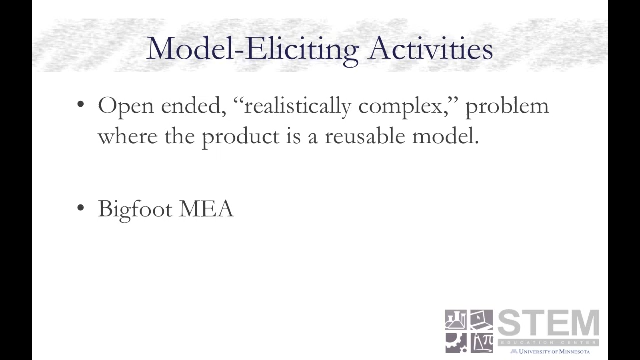 Model-Eliciting Activities
• Open ended, “realistically complex,” problem
where the product is a reusable model.
• Bigfoot MEA
STEM
EDUCATION CENTER
UNIVERSITY OF MINNESOTA